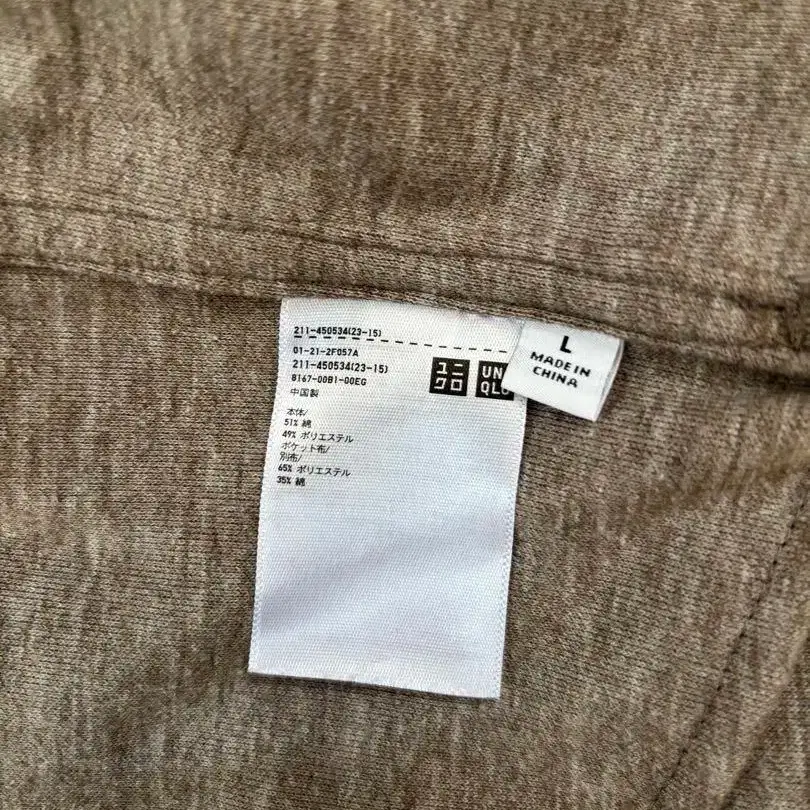 211-450534(23-15)
01-21-2F057A
211-450534(23-15)
8167-00B1-00EG
中国製
本体/
51% 綿
49% ポリエステル
ポケット布/
別布/
65% ポリエステル
35% 綿
ユニ
クロ
UN
QLO
L
MADE IN
CHINA